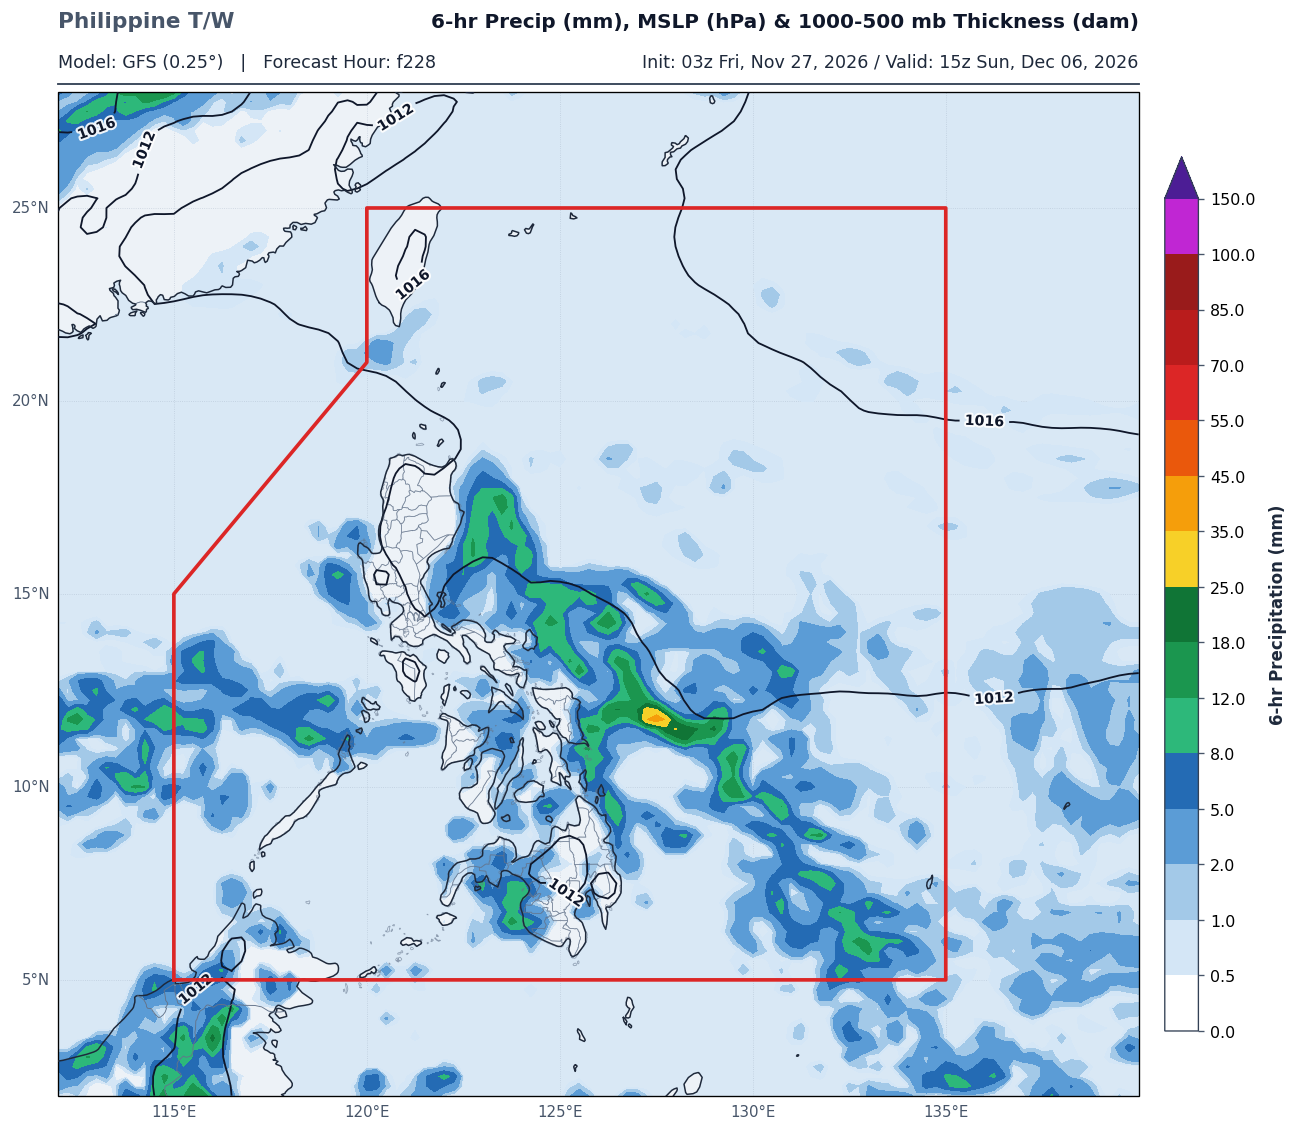 Philippine T/W
6-hr Precip (mm), MSLP (hPa) & 1000-500 mb Thickness (dam)
Model: GFS (0.25°)   |   Forecast Hour: f228
Init: 03z Fri, Nov 27, 2026 / Valid: 15z Sun, Dec 06, 2026
1016
1012
1012
1016
1016
1012
1012
1012
25°N
20°N
15°N
10°N
5°N
115°E
120°E
125°E
130°E
135°E
150.0
100.0
85.0
70.0
55.0
45.0
35.0
25.0
18.0
12.0
8.0
5.0
2.0
1.0
0.5
0.0
6-hr Precipitation (mm)